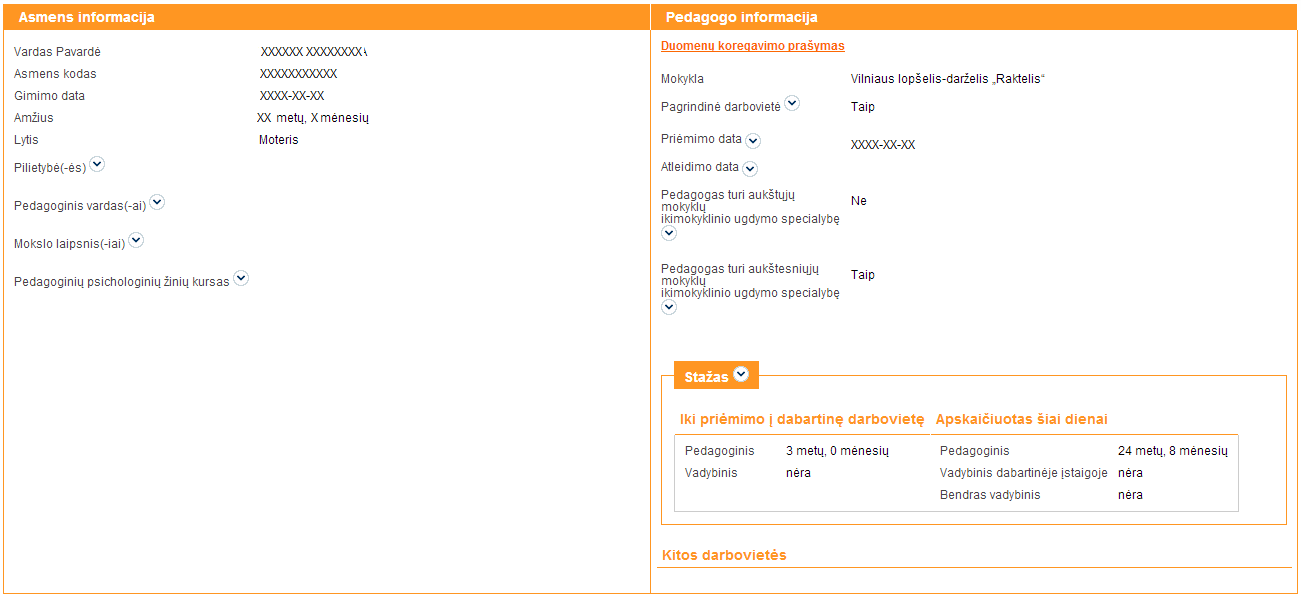 Asmens informacija
Vardas Pavardė XXXXXX XXXXXXXX\
Asmens kodas XXXXXXXXXXX
Gimimo data XXXX-XX-XX
Amžius XX metų, X mėnesių
Lytis Moteris
Pilietybė(-ės)
Pedagoginis vardas(-ai)
Mokslo laipsnis(-iai)
Pedagoginių psichologinių žinių kursas
Pedagogo informacija
Duomenų koregavimo prašymas
Mokykla Vilniaus lopšelis-darželis „Raktelis“
Pagrindinė darbovietė Taip
Priėmimo data XXXX-XX-XX
Atleidimo data
Pedagogas turi aukštųjų
mokyklų Ne
ikimokyklinio ugdymo specialybę
Pedagogas turi aukštesniųjų
mokyklų Taip
ikimokyklinio ugdymo specialybę
Stažas
Iki priėmimo į dabartinę darbovietę Apskaičiuotas šiai dienai
Pedagoginis 3 metų, 0 mėnesių Pedagoginis 24 metų, 8 mėnesių
Vadybinis nėra Vadybinis dabartinėje įstaigoje nėra
Bendras vadybinis nėra
Kitos darbovietės